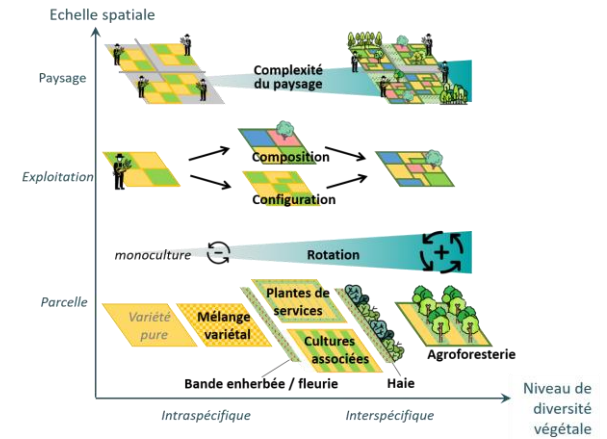 Echelle spatiale
Paysage
Complexité
du paysage
Exploitation
Composition
Configuration
monoculture
−
Rotation
+
Parcelle
Variété
pure
Mélange
variétal
Plantes de
services
Cultures
associées
Agroforesterie
Bande enherbée / fleurie
Haie
Intraspécifique
Interspécifique
Niveau de
diversité
végétale